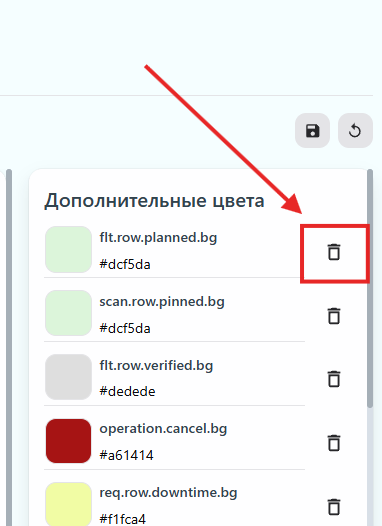 Дополнительные цвета
flt.row.planned.bg
#dcf5da
scan.row.pinned.bg
#dcf5da
flt.row.verified.bg
#dedede
operation.cancel.bg
#a61414
req.row.downtime.bg
#f1fca4